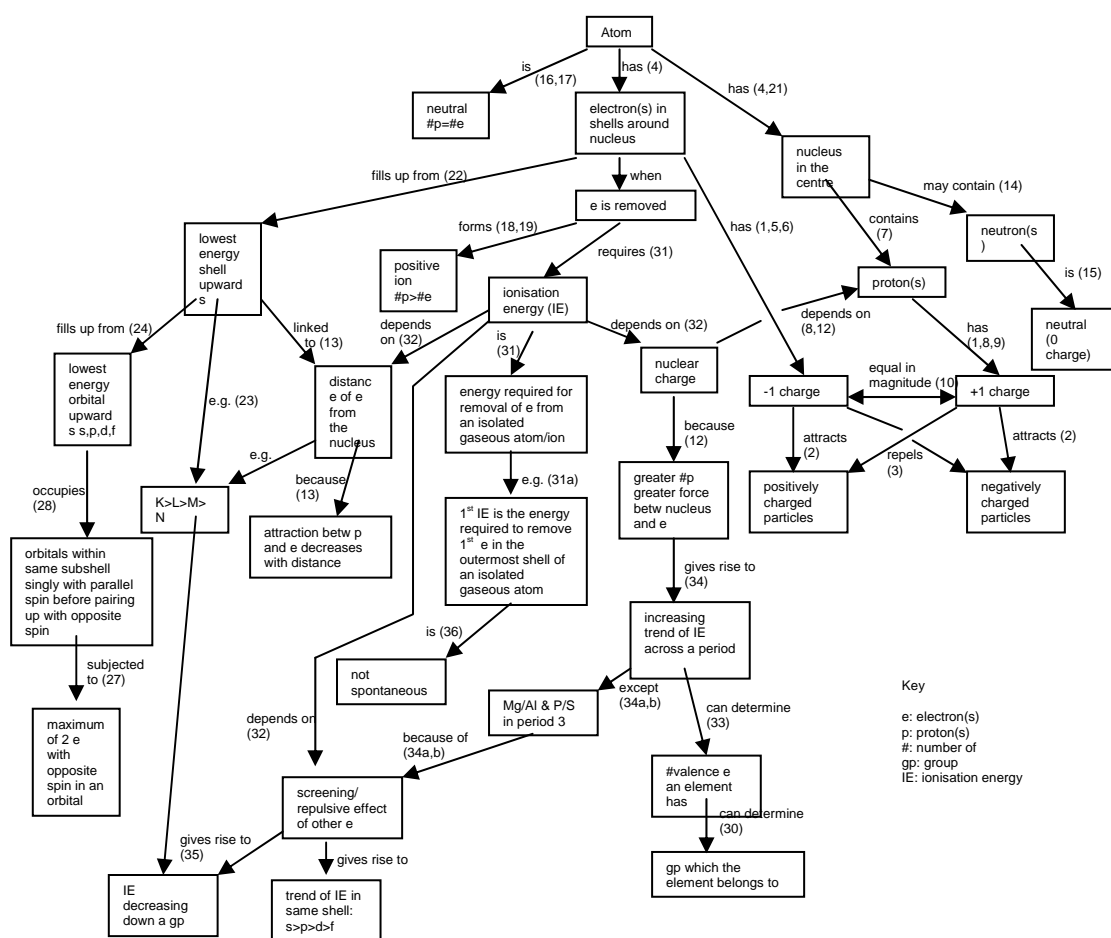 Atom
is
(16,17)
has (4)
has (4,21)
neutral
#p=#e
electron(s) in
shells around
nucleus
nucleus
in the
centre
fills up from (22)
when
may contain (14)
e is removed
lowest
energy
shell
upward
s
forms (18,19)
has (1,5,6)
contains
(7)
neutron(s
)
requires (31)
positive
ion
#p>#e
is (15)
ionisation
energy (IE)
proton(s)
fills up from (24)
linked
to (13)
depends
on (32)
is
(31)
depends on (32)
depends on
(8,12)
has
(1,8,9)
neutral
(0
charge)
lowest
energy
orbital
upward
s s,p,d,f
e.g. (23)
distanc
e of e
from
the
nucleus
energy required for
removal of e from
an isolated
gaseous atom/ion
nuclear
charge
-1 charge
equal in
magnitude (10)
+1 charge
because
(12)
attracts
(2)
repels
(3)
attracts (2)
e.g.
because
(13)
e.g. (31a)
occupies
(28)
K>L>M>
N
greater #p
greater force
betw nucleus
and e
positively
charged
particles
negatively
charged
particles
attraction betw p
and e decreases
with distance
1st IE is the energy
required to remove
1st e in the
outermost shell of
an isolated
gaseous atom
orbitals within
same subshell
singly with parallel
spin before pairing
up with opposite
spin
gives rise to
(34)
is (36)
increasing
trend of IE
across a period
subjected
to (27)
not
spontaneous
except
(34a,b)
Mg/Al & P/S
in period 3
can determine
(33)
maximum
of 2 e
with
opposite
spin in an
orbital
depends on
(32)
because of
(34a,b)
#valence e
an element
has
screening/
repulsive effect
of other e
can determine
(30)
gives rise to
(35)
gives rise to
gp which the
element belongs to
IE
decreasing
down a gp
trend of IE in
same shell:
s>p>d>f
Key
e: electron(s)
p: proton(s)
#: number of
gp: group
IE: ionisation energy